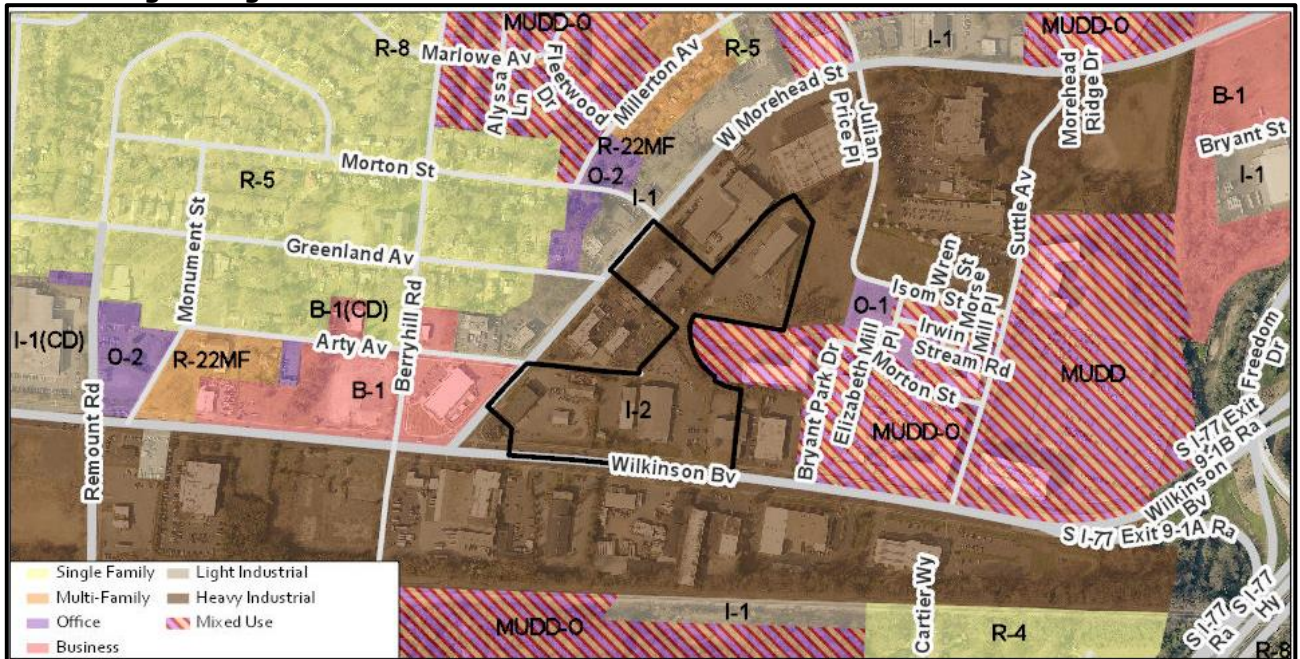 MUDD-O
R-8
Marlowe Av
Alyssa
Ln
Fleetwood
Dr
Millerton Av
R-5
I-1
MUDD-O
W Morehead St
Julian
Price Pl
Morehead
Ridge Dr
B-1
Bryant St
I-1
R-22MF
O-2
I-1
Morton St
R-5
Monument St
Greenland Av
Suttle Av
Wren
St
Morse
Isom St
Mill Pl
O-1
Irwin
Stream Rd
Elizabeth Mill
Pl
Morton St
Bryant Park Dr
MUDD-O
MUDD
I-1(CD)
O-2
R-22MF
B-1(CD)
Arty Av
Berryhill Rd
B-1
I-2
Remount Rd
Wilkinson Bv
Freedom
Dr
S I-77 Exit
9-1B Ra
Wilkinson
Bv
S I-77 Exit 9-1A Ra
Cartier Wy
S I-77
Ra
S I-77
Hy
MUDD-O
I-1
R-4
R-8
Single Family
Light Industrial
Multi-Family
Heavy Industrial
Office
Mixed Use
Business